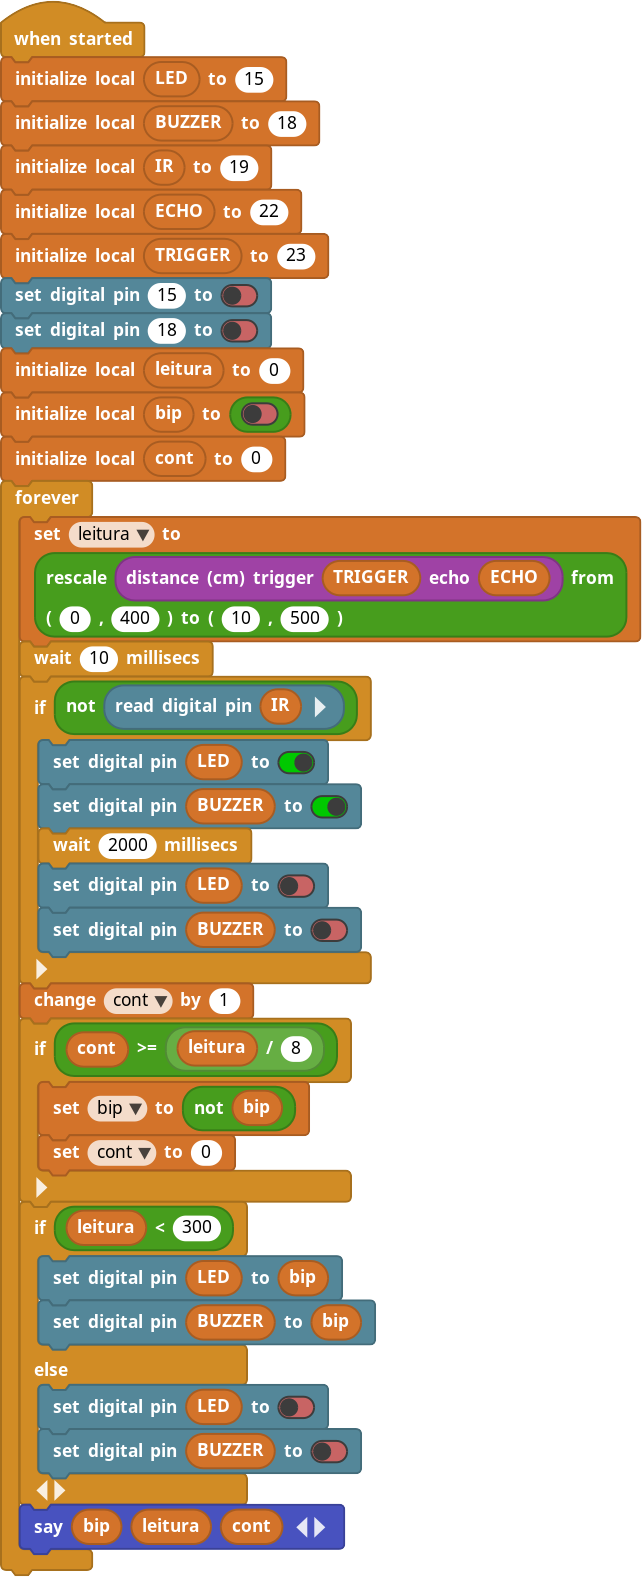 when started
initialize local LED to 15
initialize local BUZZER to 18
initialize local IR to 19
initialize local ECHO to 22
initialize local TRIGGER to 23
set digital pin 15 to
set digital pin 18 to
initialize local leitura to 0
initialize local bip to
initialize local cont to 0
forever
set leitura to
rescale distance (cm) trigger TRIGGER echo ECHO from
( 0 , 400 ) to ( 10 , 500 )
wait 10 millisecs
if not read digital pin IR
set digital pin LED to
set digital pin BUZZER to
wait 2000 millisecs
set digital pin LED to
set digital pin BUZZER to
change cont by 1
if cont >= leitura / 8
set bip to not bip
set cont to 0
if leitura < 300
set digital pin LED to bip
set digital pin BUZZER to bip
else
set digital pin LED to
set digital pin BUZZER to
say bip leitura cont